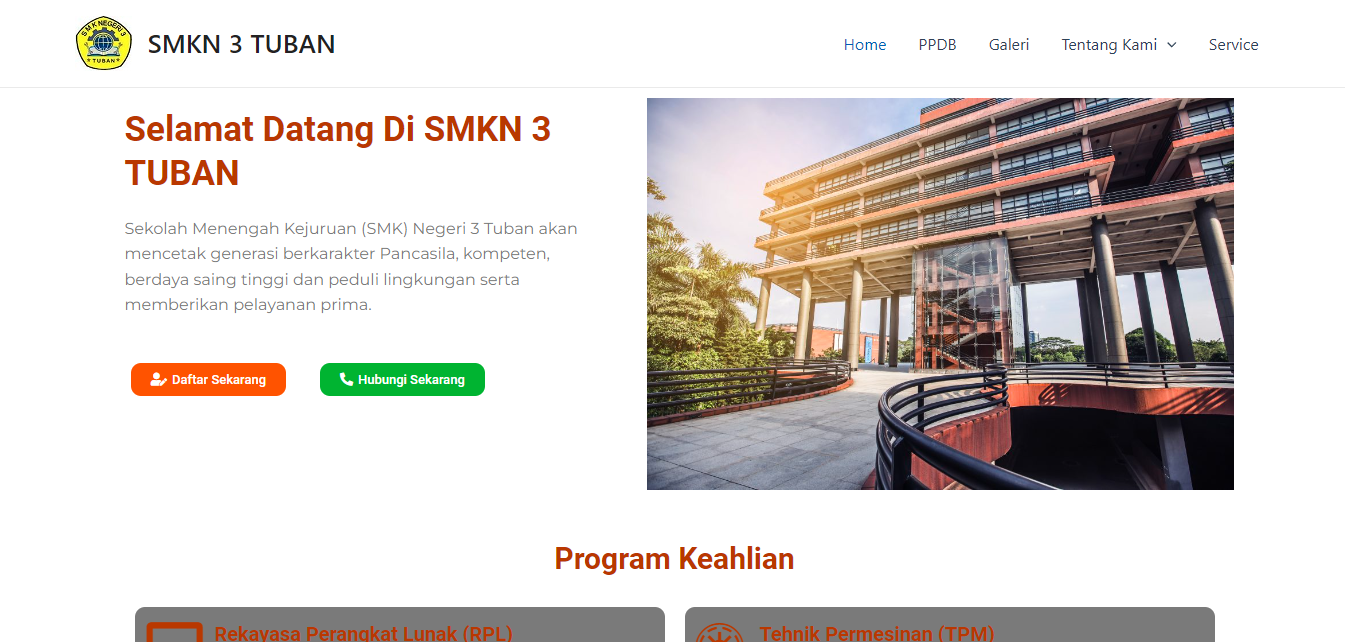 SMK NEGERI 3
TUBAN
SMKN 3 TUBAN
Home
PPDB
Galeri
Tentang Kami
Service
Selamat Datang Di SMKN 3
TUBAN
Sekolah Menengah Kejuruan (SMK) Negeri 3 Tuban akan
mencetak generasi berkarakter Pancasila, kompeten,
berdaya saing tinggi dan peduli lingkungan serta
memberikan pelayanan prima.
Daftar Sekarang
Hubungi Sekarang
Program Keahlian
Rekayasa Perangkat Lunak (RPL)
Tehnik Permesinan (TPM)